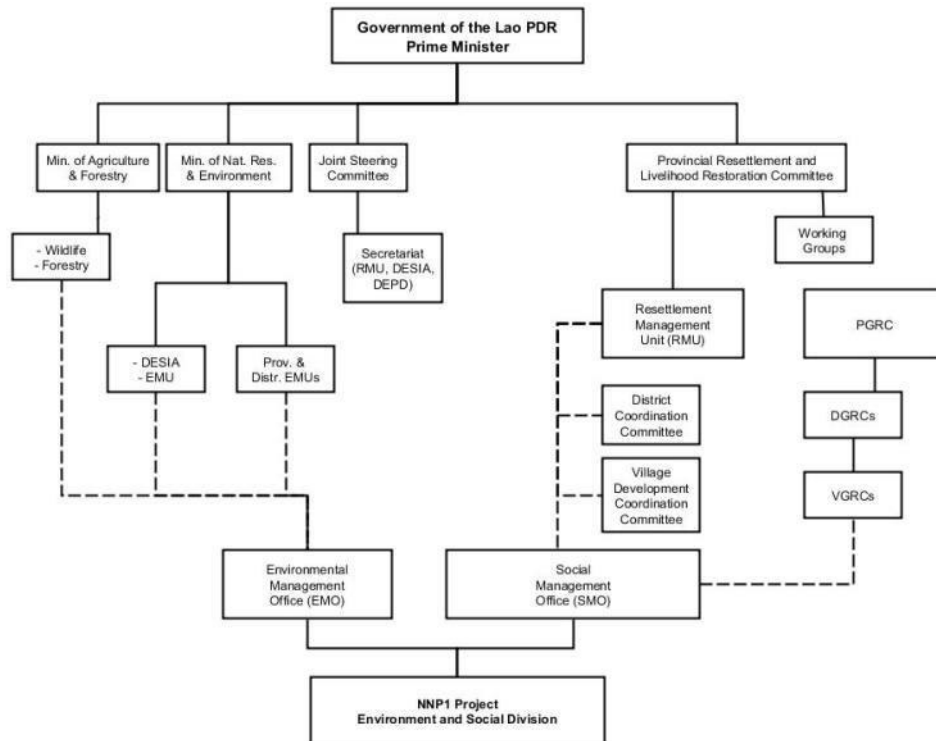 Government of the Lao PDR
Prime Minister
Min. of Agriculture
& Forestry
Min. of Nat. Res.
& Environment
Joint Steering
Committee
Provincial Resettlement and
Livelihood Restoration Committee
- Wildlife
- Forestry
Secretariat
(RMU, DESIA,
DEPD)
Working
Groups
Resettlement
Management
Unit (RMU)
PGRC
- DESIA
- EMU
Prov. &
Distr. EMUs
District
Coordination
Committee
DGRCs
Village
Development
Coordination
Committee
VGRCs
Environmental
Management
Office (EMO)
Social
Management
Office (SMO)
NNP1 Project
Environment and Social Division